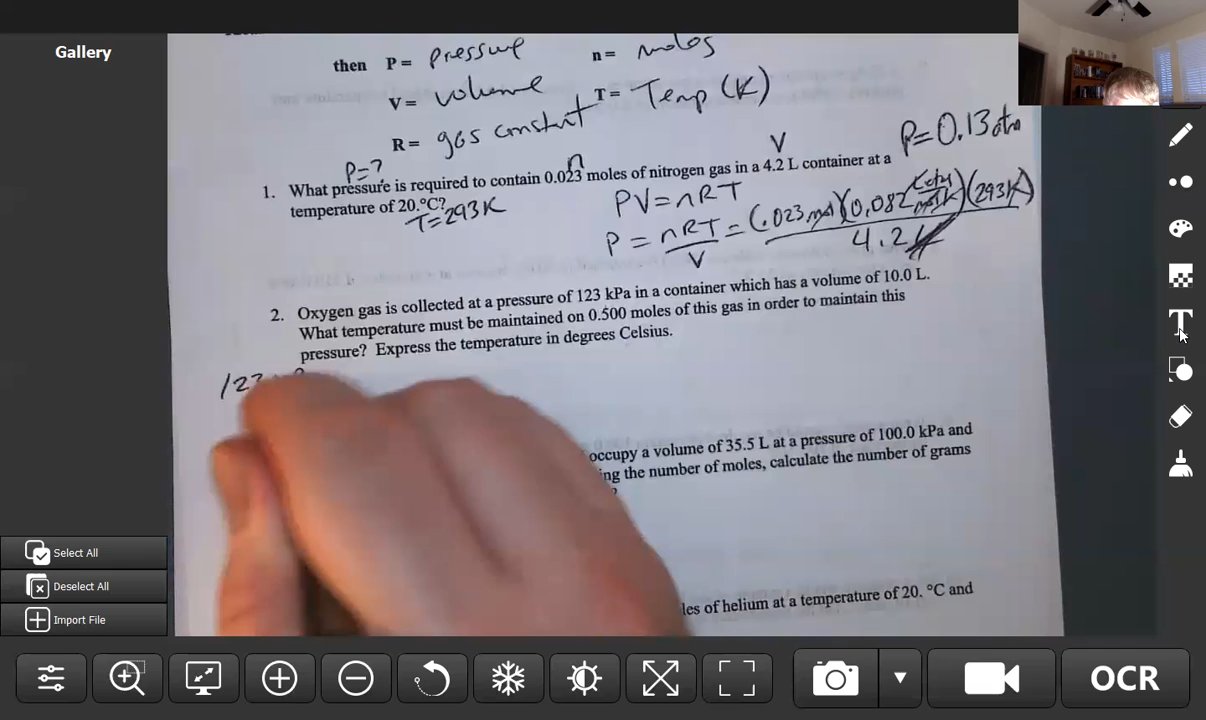 Gallery
then P = pressure n = moles
V = volume T = Temp (K)
R = gas constant
P=? n V P=0.13atm
1. What pressure is required to contain 0.023 moles of nitrogen gas in a 4.2 L container at a
temperature of 20.°C?
T=293K
PV=nRT
P = nRT/V = (.023 mol)(0.082 L atm/mol K)(293K)/4.2 L
2. Oxygen gas is collected at a pressure of 123 kPa in a container which has a volume of 10.0 L.
What temperature must be maintained on 0.500 moles of this gas in order to maintain this
pressure? Express the temperature in degrees Celsius.
123
occupy a volume of 35.5 L at a pressure of 100.0 kPa and
ing the number of moles, calculate the number of grams
les of helium at a temperature of 20. °C and
Select All
Deselect All
Import File
OCR